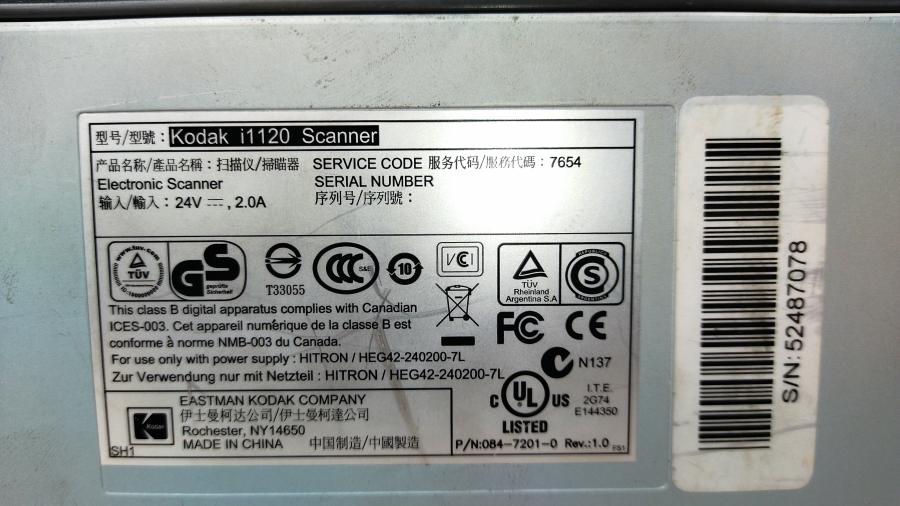 型号/型號：Kodak i1120 Scanner
产品名称/產品名稱：扫描仪/掃瞄器
Electronic Scanner
输入/輸入：24V ⎓, 2.0A
SERVICE CODE 服务代码/服務代碼：7654
SERIAL NUMBER
序列号/序列號：
www.tuv.com
TÜV
GS
geprüfte
Sicherheit
T33055
CCC S&E
10
VCI
TÜV
Rheinland
Argentina S.A
S
This class B digital apparatus complies with Canadian
ICES-003. Cet appareil numérique de la classe B est
conforme à norme NMB-003 du Canada.
For use only with power supply : HITRON / HEG42-240200-7L
Zur Verwendung nur mit Netzteil : HITRON / HEG42-240200-7L
FC CE
N137
C UL US
LISTED
I.T.E.
2G74
E144350
EASTMAN KODAK COMPANY
伊士曼柯达公司/伊士曼柯達公司
Rochester, NY14650
MADE IN CHINA 中国制造/中國製造
Kodak
SH1
P/N:084-7201-0 Rev.:1.0
S/N:52487078